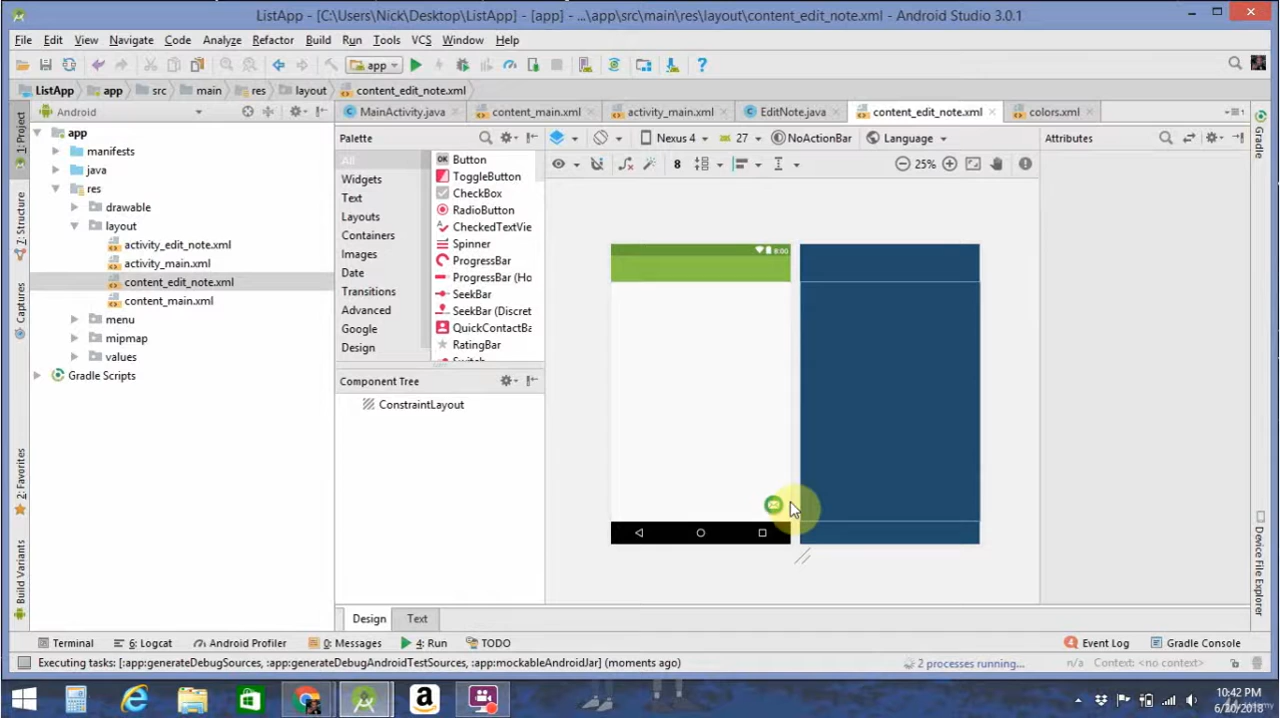 ListApp - [C:\Users\Nick\Desktop\ListApp] - [app] - ...\app\src\main\res\layout\content_edit_note.xml - Android Studio 3.0.1
File Edit View Navigate Code Analyze Refactor Build Run Tools VCS Window Help
app
ListApp app src main res layout content_edit_note.xml
Android
MainActivity.java content_main.xml activity_main.xml EditNote.java content_edit_note.xml colors.xml
Palette
Nexus 4 27 NoActionBar Language
Attributes
8
25%
1: Project
Z: Structure
Captures
2: Favorites
Build Variants
app
manifests
java
res
drawable
layout
activity_edit_note.xml
activity_main.xml
content_edit_note.xml
content_main.xml
menu
mipmap
values
Gradle Scripts
All
Widgets
Text
Layouts
Containers
Images
Date
Transitions
Advanced
Google
Design
OK Button
ToggleButton
CheckBox
RadioButton
CheckedTextVie
Spinner
ProgressBar
ProgressBar (Ho
SeekBar
SeekBar (Discret
QuickContactBa
RatingBar
Switch
Component Tree
ConstraintLayout
8:00
Gradle
Device File Explorer
Design Text
Terminal 6: Logcat Android Profiler 0: Messages 4: Run TODO 4 Event Log Gradle Console
Executing tasks: [:app:generateDebugSources, :app:generateDebugAndroidTestSources, :app:mockableAndroidJar] (moments ago) 2 processes running... n/a Context: <no context>
10:42 PM
6/20/2018
Udemy